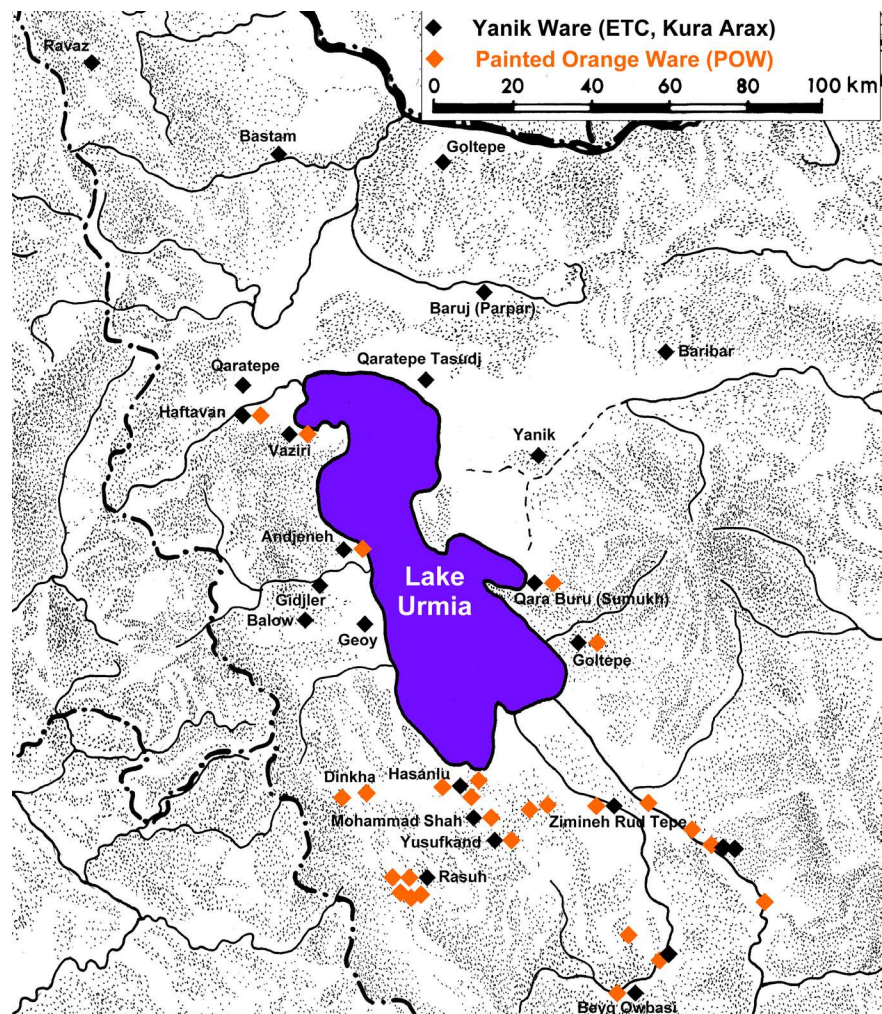 Yanik Ware (ETC, Kura Arax)
Painted Orange Ware (POW)
0 20 40 60 80 100 km
Ravaz
Bastam
Goltepe
Baruj (Parpar)
Baribar
Qaratepe
Qaratepe Tasudj
Haftavan
Vaziri
Yanik
Andjeneh
Gidjler
Balow
Geoy
Lake
Urmia
Qara Buru (Sumukh)
Goltepe
Dinkha
Hasanlu
Mohammad Shah
Zimineh Rud Tepe
Yusufkand
Rasuh
Beyg Owbasi